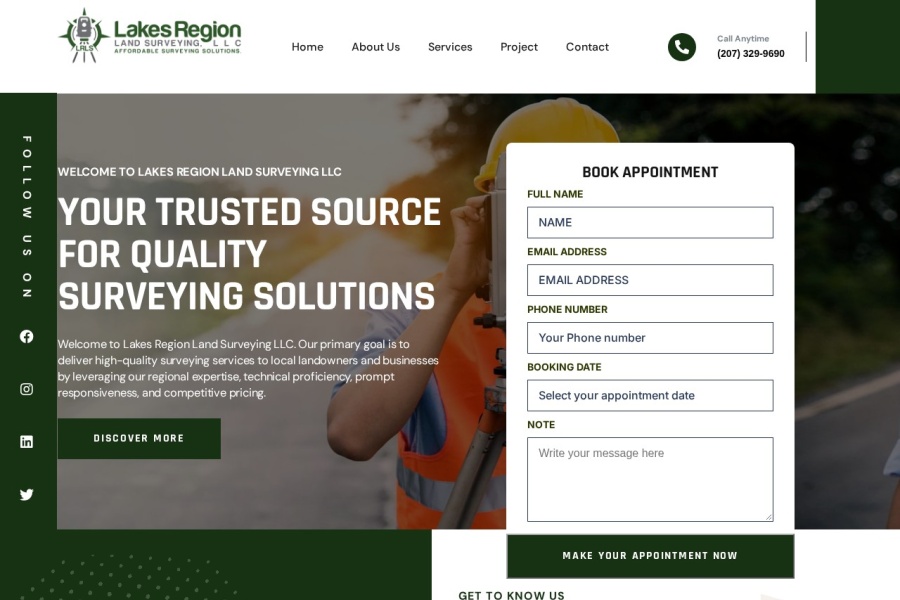 Lakes Region
LAND SURVEYING, L L C
AFFORDABLE SURVEYING SOLUTIONS.
LRLS
Home
About Us
Services
Project
Contact
Call Anytime
(207) 329-9690
FOLLOW US ON
WELCOME TO LAKES REGION LAND SURVEYING LLC
YOUR TRUSTED SOURCE
FOR QUALITY
SURVEYING SOLUTIONS
Welcome to Lakes Region Land Surveying LLC. Our primary goal is to
deliver high-quality surveying services to local landowners and businesses
by leveraging our regional expertise, technical proficiency, prompt
responsiveness, and competitive pricing.
DISCOVER MORE
BOOK APPOINTMENT
FULL NAME
NAME
EMAIL ADDRESS
EMAIL ADDRESS
PHONE NUMBER
Your Phone number
BOOKING DATE
Select your appointment date
NOTE
Write your message here
MAKE YOUR APPOINTMENT NOW
GET TO KNOW US